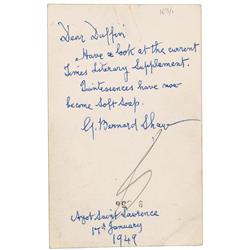 Dear Duffin
Have a look at the current
Times Literary Supplement.
Quintessences have now
become Soft Soap.
G. Bernard Shaw
Ayot Saint Lawrence
17th January
1949